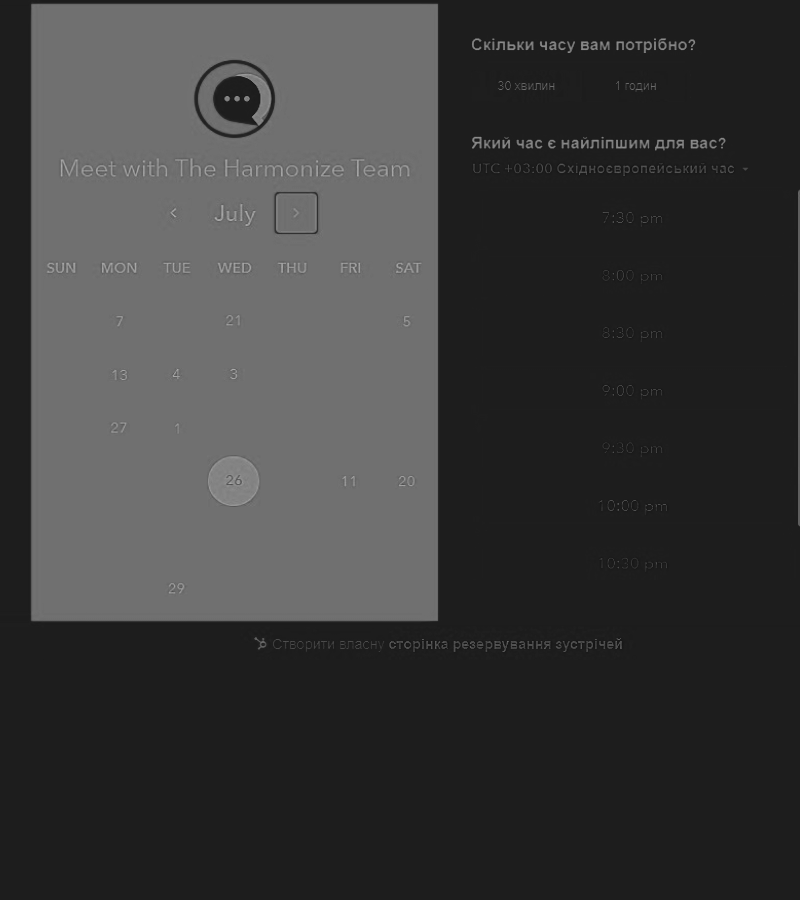 Meet with The Harmonize Team
July
SUN MON TUE WED THU FRI SAT
7 21 5
13 4 3
27 1
26 11 20
29
Скільки часу вам потрібно?
30 хвилин 1 годин
Який час є найліпшим для вас?
UTC +03:00 Східноєвропейський час
7:30 pm
8:00 pm
8:30 pm
9:00 pm
9:30 pm
10:00 pm
10:30 pm
Створити власну сторінка резервування зустрічей